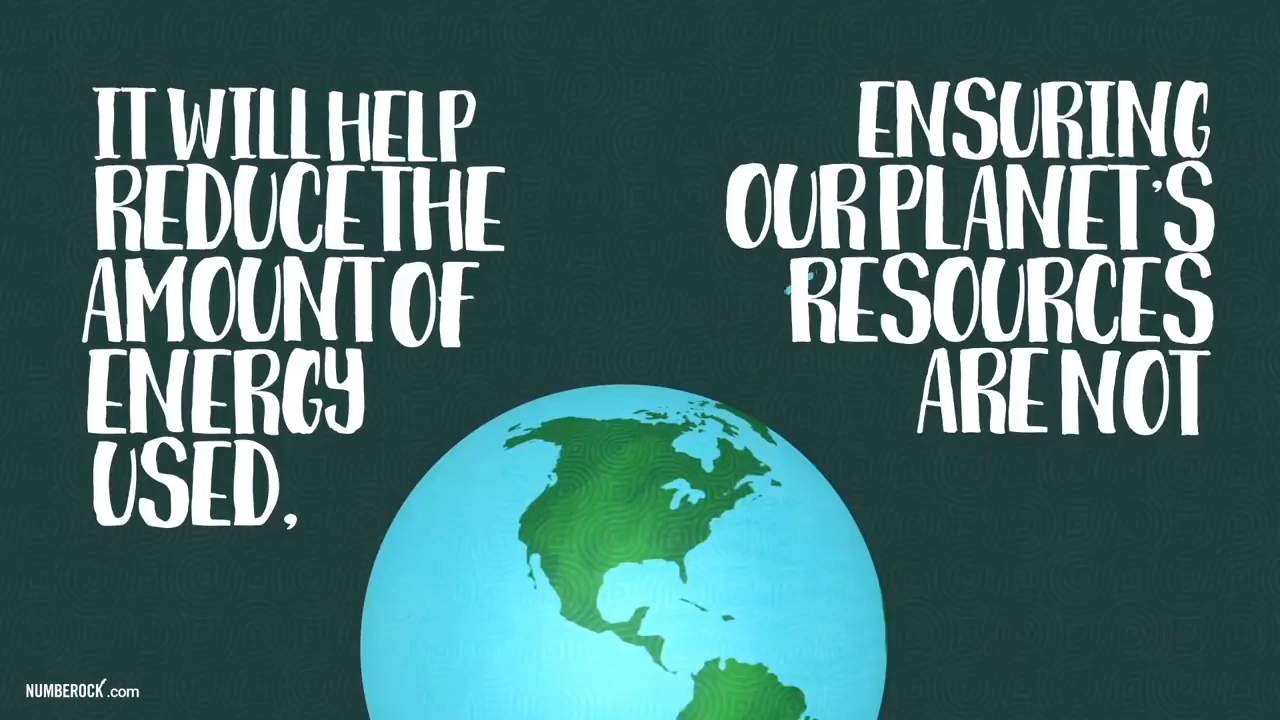 IT WILL HELP
REDUCE THE
AMOUNT OF
ENERGY
USED,
ENSURING
OUR PLANET'S
RESOURCES
ARE NOT
NUMBEROCK.com